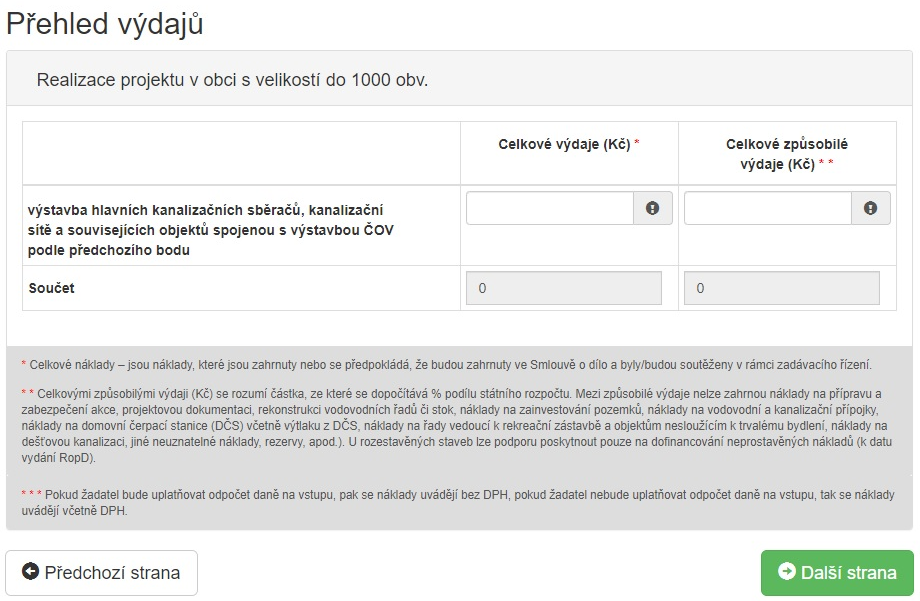 Přehled výdajů
Realizace projektu v obci s velikostí do 1000 obv.
Celkové výdaje (Kč) *
Celkové způsobilé
výdaje (Kč) * *
výstavba hlavních kanalizačních sběračů, kanalizační
sítě a souvisejících objektů spojenou s výstavbou ČOV
podle předchozího bodu
Součet
0
0
* Celkové náklady – jsou náklady, které jsou zahrnuty nebo se předpokládá, že budou zahrnuty ve Smlouvě o dílo a byly/budou soutěženy v rámci zadávacího řízení.
* * Celkovými způsobilými výdaji (Kč) se rozumí částka, ze které se dopočítává % podílu státního rozpočtu. Mezi způsobilé výdaje nelze zahrnou náklady na přípravu a
zabezpečení akce, projektovou dokumentaci, rekonstrukci vodovodních řadů či stok, náklady na zainvestování pozemků, náklady na vodovodní a kanalizační přípojky,
náklady na domovní čerpací stanice (DČS) včetně výtlaku z DČS, náklady na řady vedoucí k rekreační zástavbě a objektům nesloužícím k trvalému bydlení, náklady na
dešťovou kanalizaci, jiné neuznatelné náklady, rezervy, apod.). U rozestavěných staveb lze podporu poskytnout pouze na dofinancování neprostavěných nákladů (k datu
vydání RopD).
* * * Pokud žadatel bude uplatňovat odpočet daně na vstupu, pak se náklady uvádějí bez DPH, pokud žadatel nebude uplatňovat odpočet daně na vstupu, tak se náklady
uvádějí včetně DPH.
Předchozí strana
Další strana